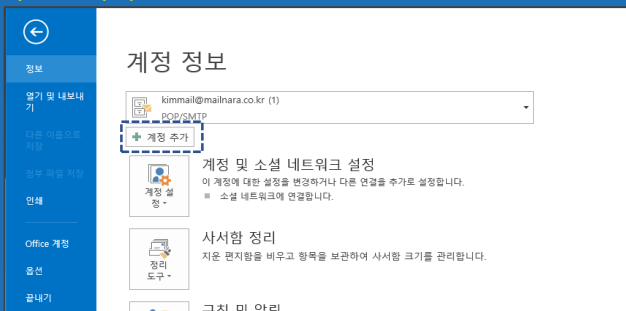 정보
열기 및 내보내
기
다른 이름으로
저장
첨부 파일 저장
인쇄
Office 계정
옵션
끝내기
계정 정보
kimmail@mailnara.co.kr (1)
POP/SMTP
계정 추가
계정 설
정
계정 및 소셜 네트워크 설정
이 계정에 대한 설정을 변경하거나 다른 연결을 추가로 설정합니다.
소셜 네트워크에 연결합니다.
정리
도구
사서함 정리
지운 편지함을 비우고 항목을 보관하여 사서함 크기를 관리합니다.
규칙 및 알림